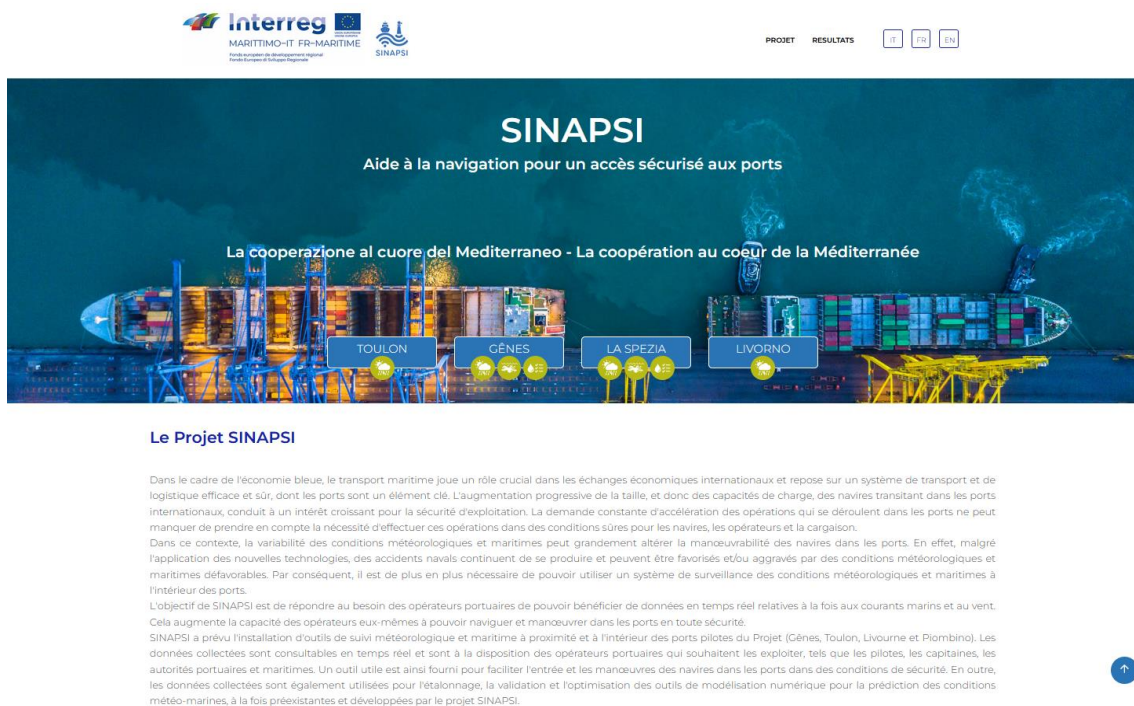 Interreg
MARITTIMO-IT FR-MARITIME
Fonds européen de développement régional
Fondo Europeo di Sviluppo Regionale
SINAPSI
PROJET RESULTATS IT FR EN
SINAPSI
Aide à la navigation pour un accès sécurisé aux ports
La cooperazione al cuore del Mediterraneo - La coopération au coeur de la Méditerranée
TOULON GÊNES LA SPEZIA LIVORNO
Le Projet SINAPSI
Dans le cadre de l'économie bleue, le transport maritime joue un rôle crucial dans les échanges économiques internationaux et repose sur un système de transport et de
logistique efficace et sûr, dont les ports sont un élément clé. L'augmentation progressive de la taille, et donc des capacités de charge, des navires transitant dans les ports
internationaux, conduit à un intérêt croissant pour la sécurité d'exploitation. La demande constante d'accélération des opérations qui se déroulent dans les ports ne peut
manquer de prendre en compte la nécessité d'effectuer ces opérations dans des conditions sûres pour les navires, les opérateurs et la cargaison.
Dans ce contexte, la variabilité des conditions météorologiques et maritimes peut grandement altérer la manœuvrabilité des navires dans les ports. En effet, malgré
l'application des nouvelles technologies, des accidents navals continuent de se produire et peuvent être favorisés et/ou aggravés par des conditions météorologiques et
maritimes défavorables. Par conséquent, il est de plus en plus nécessaire de pouvoir utiliser un système de surveillance des conditions météorologiques et maritimes à
l'intérieur des ports.
L'objectif de SINAPSI est de répondre au besoin des opérateurs portuaires de pouvoir bénéficier de données en temps réel relatives à la fois aux courants marins et au vent.
Cela augmente la capacité des opérateurs eux-mêmes à pouvoir naviguer et manœuvrer dans les ports en toute sécurité.
SINAPSI a prévu l'installation d'outils de suivi météorologique et maritime à proximité et à l'intérieur des ports pilotes du Projet (Gênes, Toulon, Livourne et Piombino). Les
données collectées sont consultables en temps réel et sont à la disposition des opérateurs portuaires qui souhaitent les exploiter, tels que les pilotes, les capitaines, les
autorités portuaires et maritimes. Un outil utile est ainsi fourni pour faciliter l'entrée et les manœuvres des navires dans les ports dans des conditions de sécurité. En outre,
les données collectées sont également utilisées pour l'étalonnage, la validation et l'optimisation des outils de modélisation numérique pour la prédiction des conditions
météo-marines, à la fois préexistantes et développées par le projet SINAPSI.